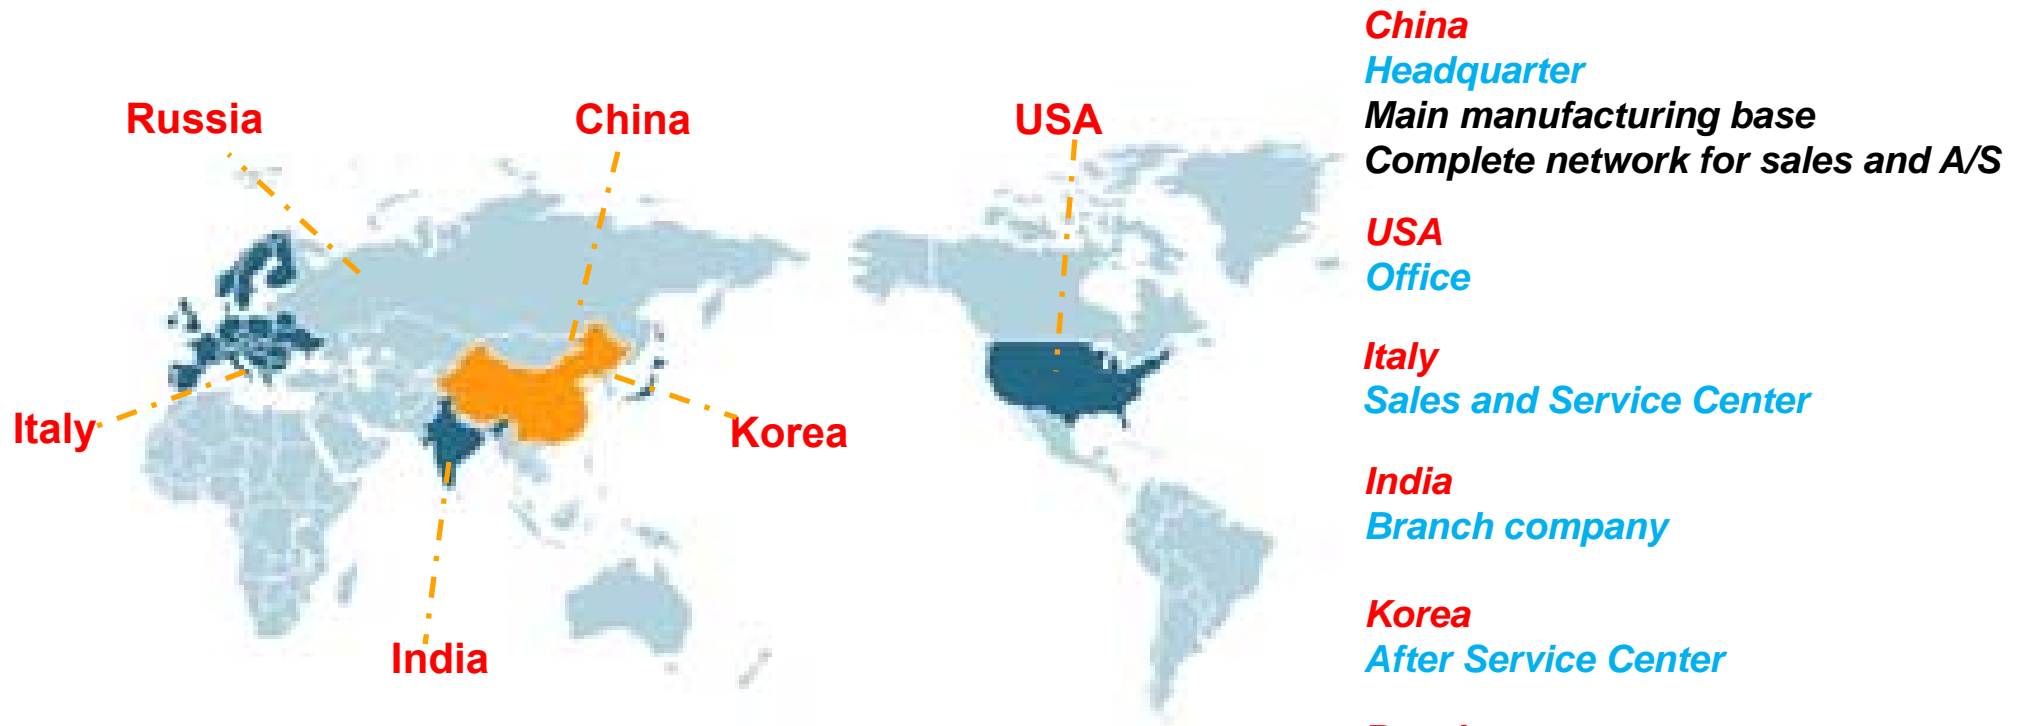 Russia
China
USA
Italy
Korea
India
China
Headquarter
Main manufacturing base
Complete network for sales and A/S
USA
Office
Italy
Sales and Service Center
India
Branch company
Korea
After Service Center